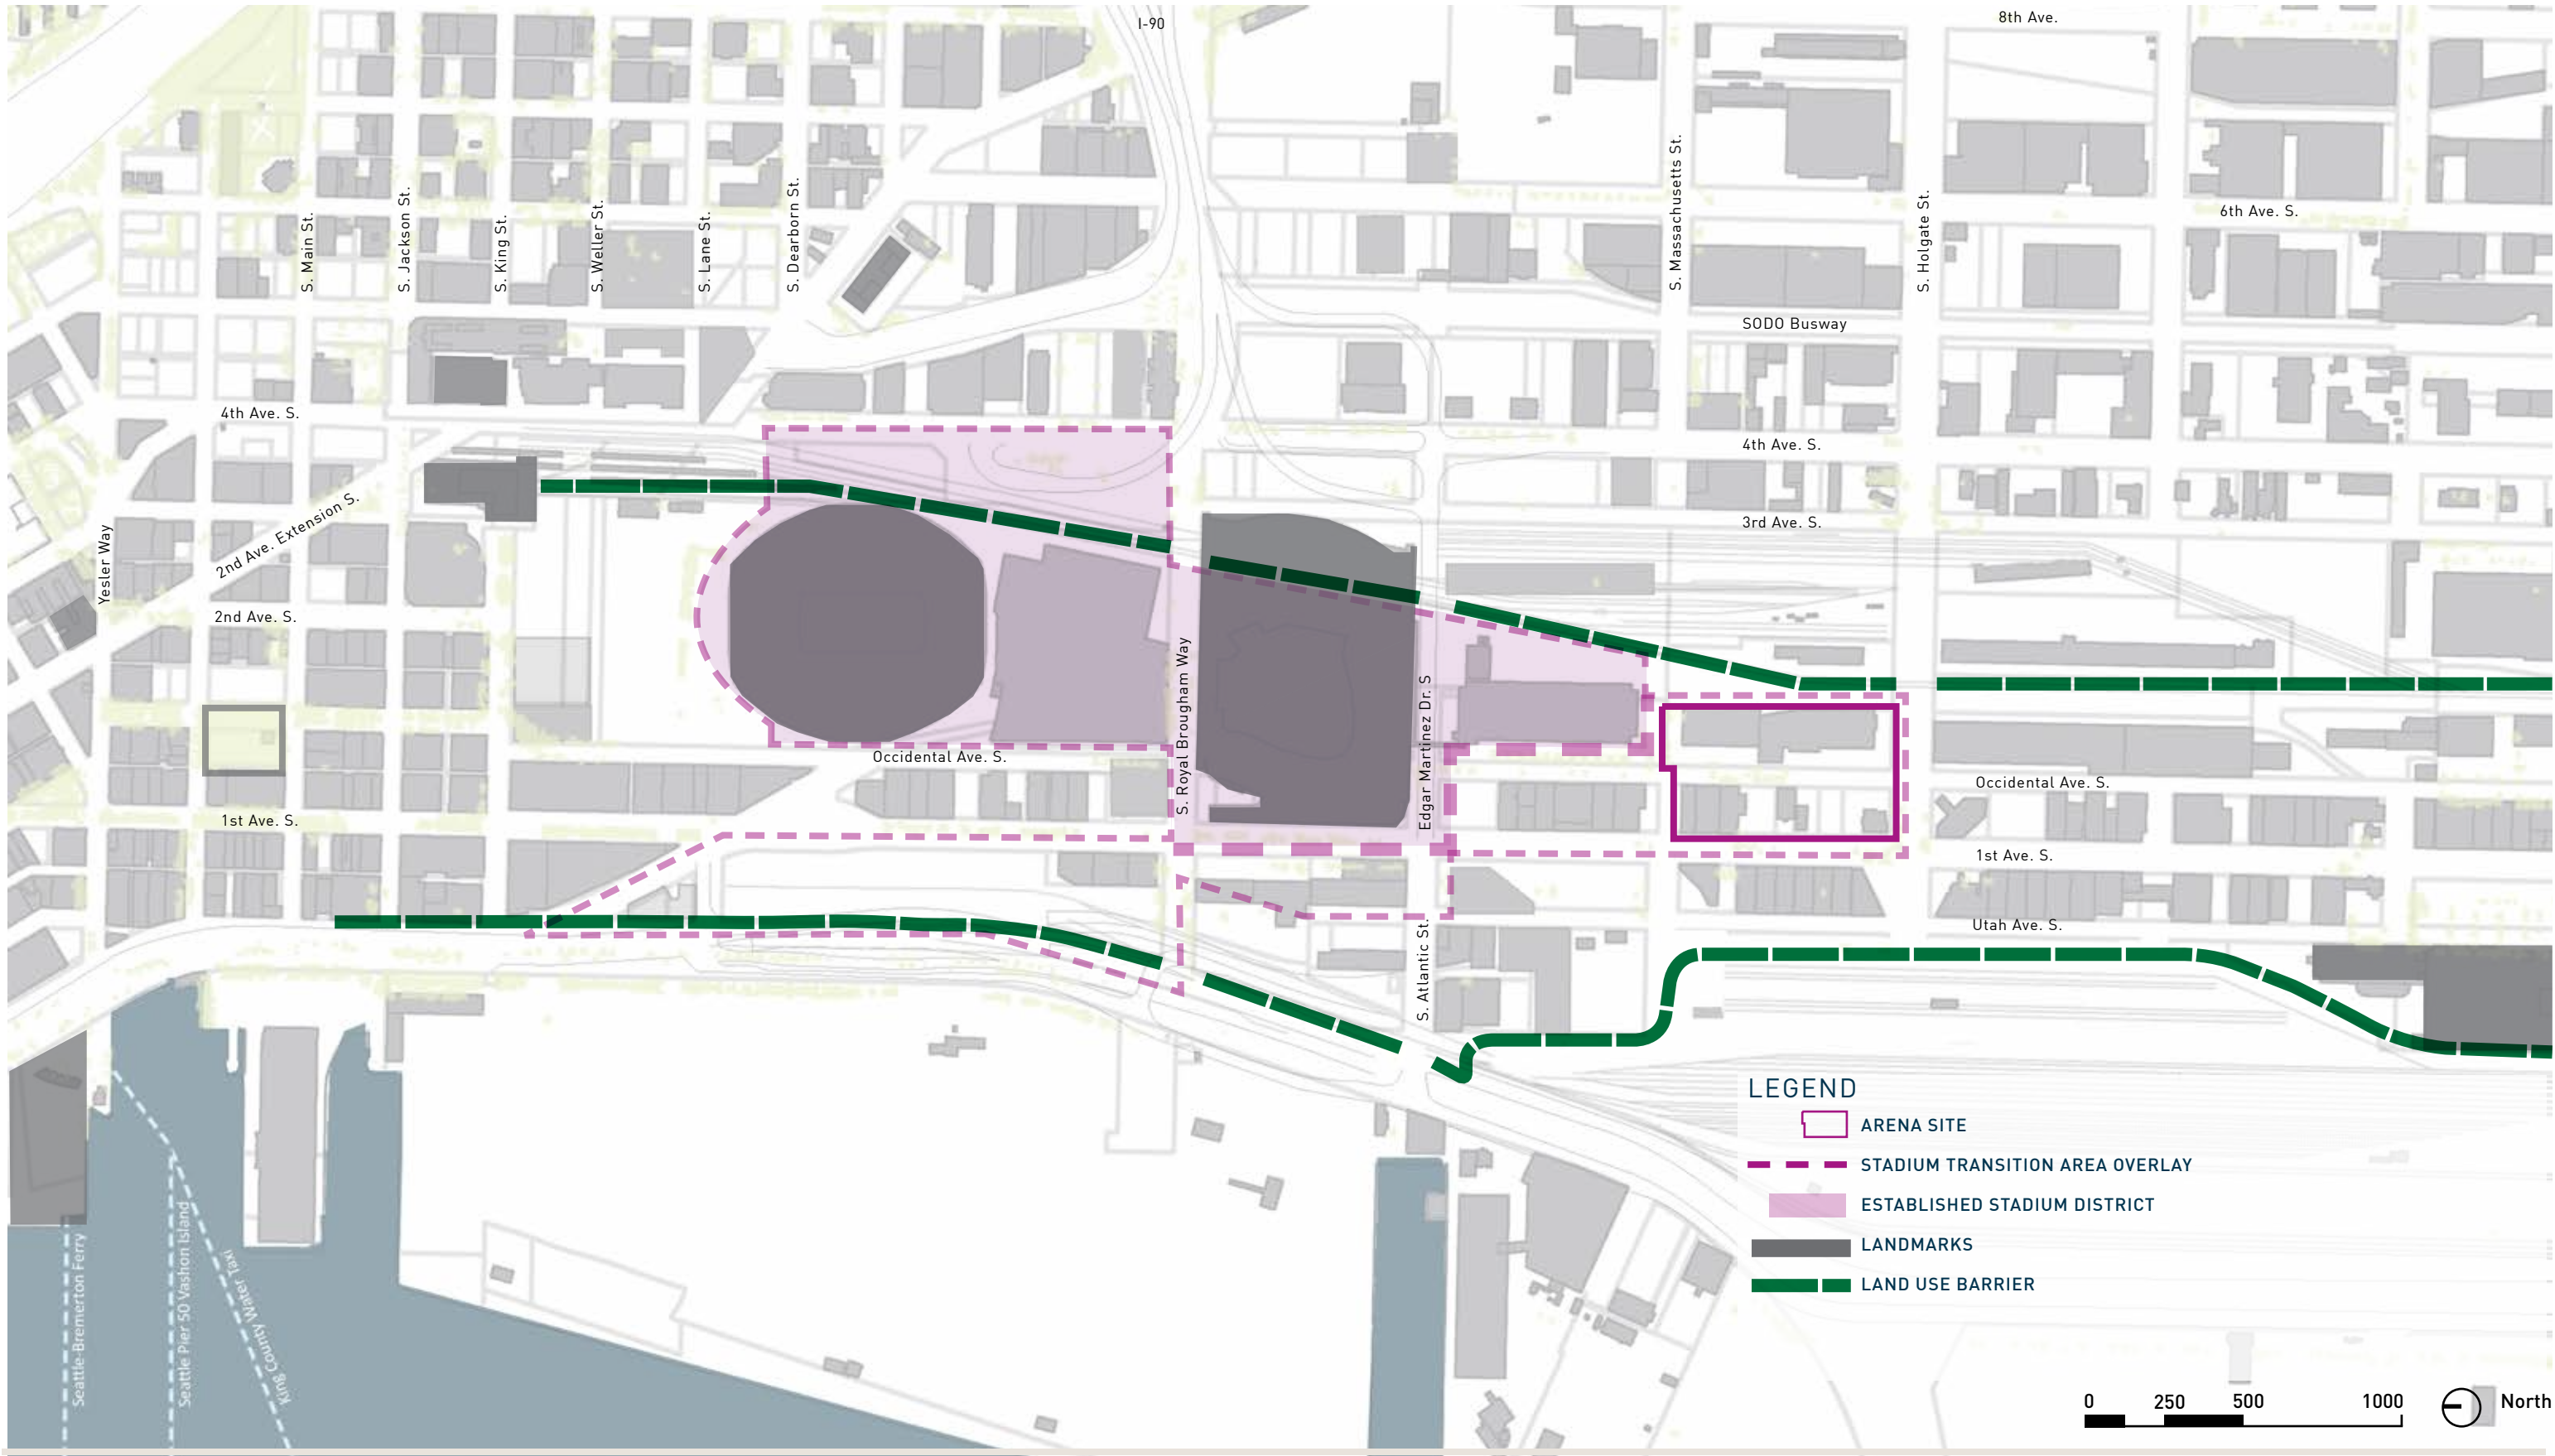 I-90
8th Ave.
S. Main St.
S. Jackson St.
S. King St.
S. Weller St.
S. Lane St.
S. Dearborn St.
S. Massachusetts St.
S. Holgate St.
6th Ave. S.
SODO Busway
4th Ave. S.
4th Ave. S.
2nd Ave. Extension S.
3rd Ave. S.
Yesler Way
2nd Ave. S.
S. Royal Brougham Way
Edgar Martinez Dr. S
Occidental Ave. S.
Occidental Ave. S.
1st Ave. S.
1st Ave. S.
Utah Ave. S.
S. Atlantic St.
Seattle-Bremerton Ferry
Seattle Pier 50 Vashon Island
King County Water Taxi
LEGEND
ARENA SITE
STADIUM TRANSITION AREA OVERLAY
ESTABLISHED STADIUM DISTRICT
LANDMARKS
LAND USE BARRIER
0 250 500 1000
North